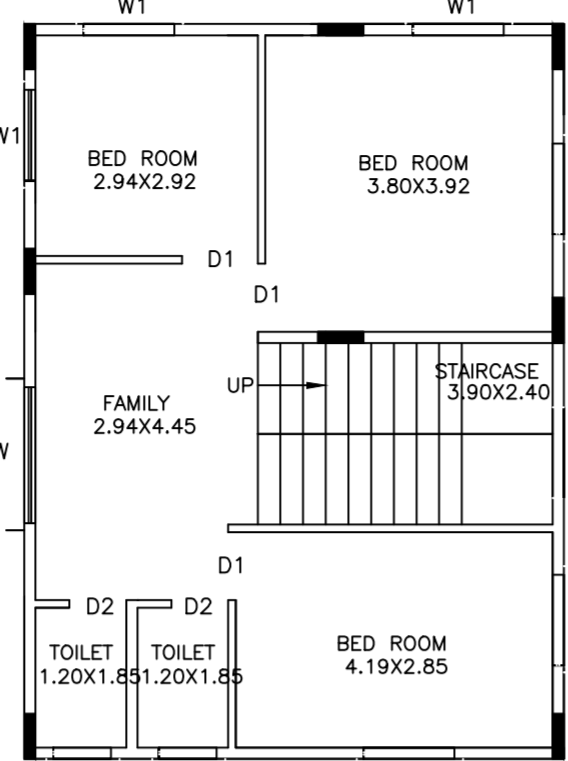 W1
W1
W1
BED ROOM
2.94X2.92
BED ROOM
3.80X3.92
D1
D1
STAIRCASE
3.90X2.40
UP
FAMILY
2.94X4.45
W
D1
D2
D2
TOILET
1.20X1.85
TOILET
1.20X1.85
BED ROOM
4.19X2.85